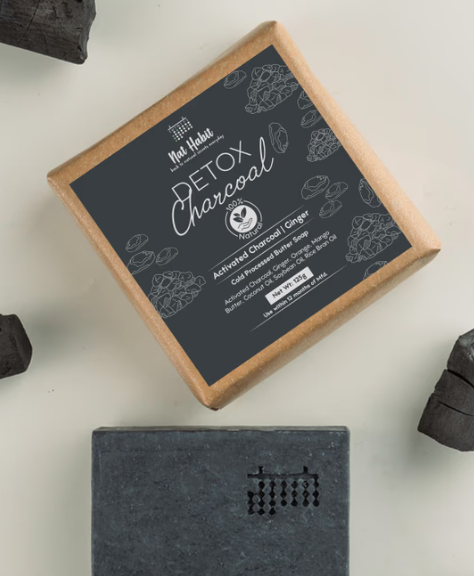 Nat Habit
back to natural habits everyday
DETOX
Charcoal
100%
Natural
Activated Charcoal | Ginger
Cold Processed Butter Soap
Activated Charcoal, Ginger, Orange, Mango
Butter, Coconut Oil, Soybean Oil, Rice Bran Oil
Net Wt: 125g
Use within 12 months of Mfd.